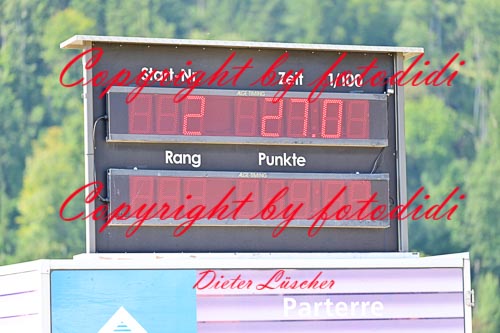 Start-Nr. Zeit 1/100
Copyright by fotodidi
2 27.0
Rang Punkte
Copyright by fotodidi
Dieter Lüscher
Parterre